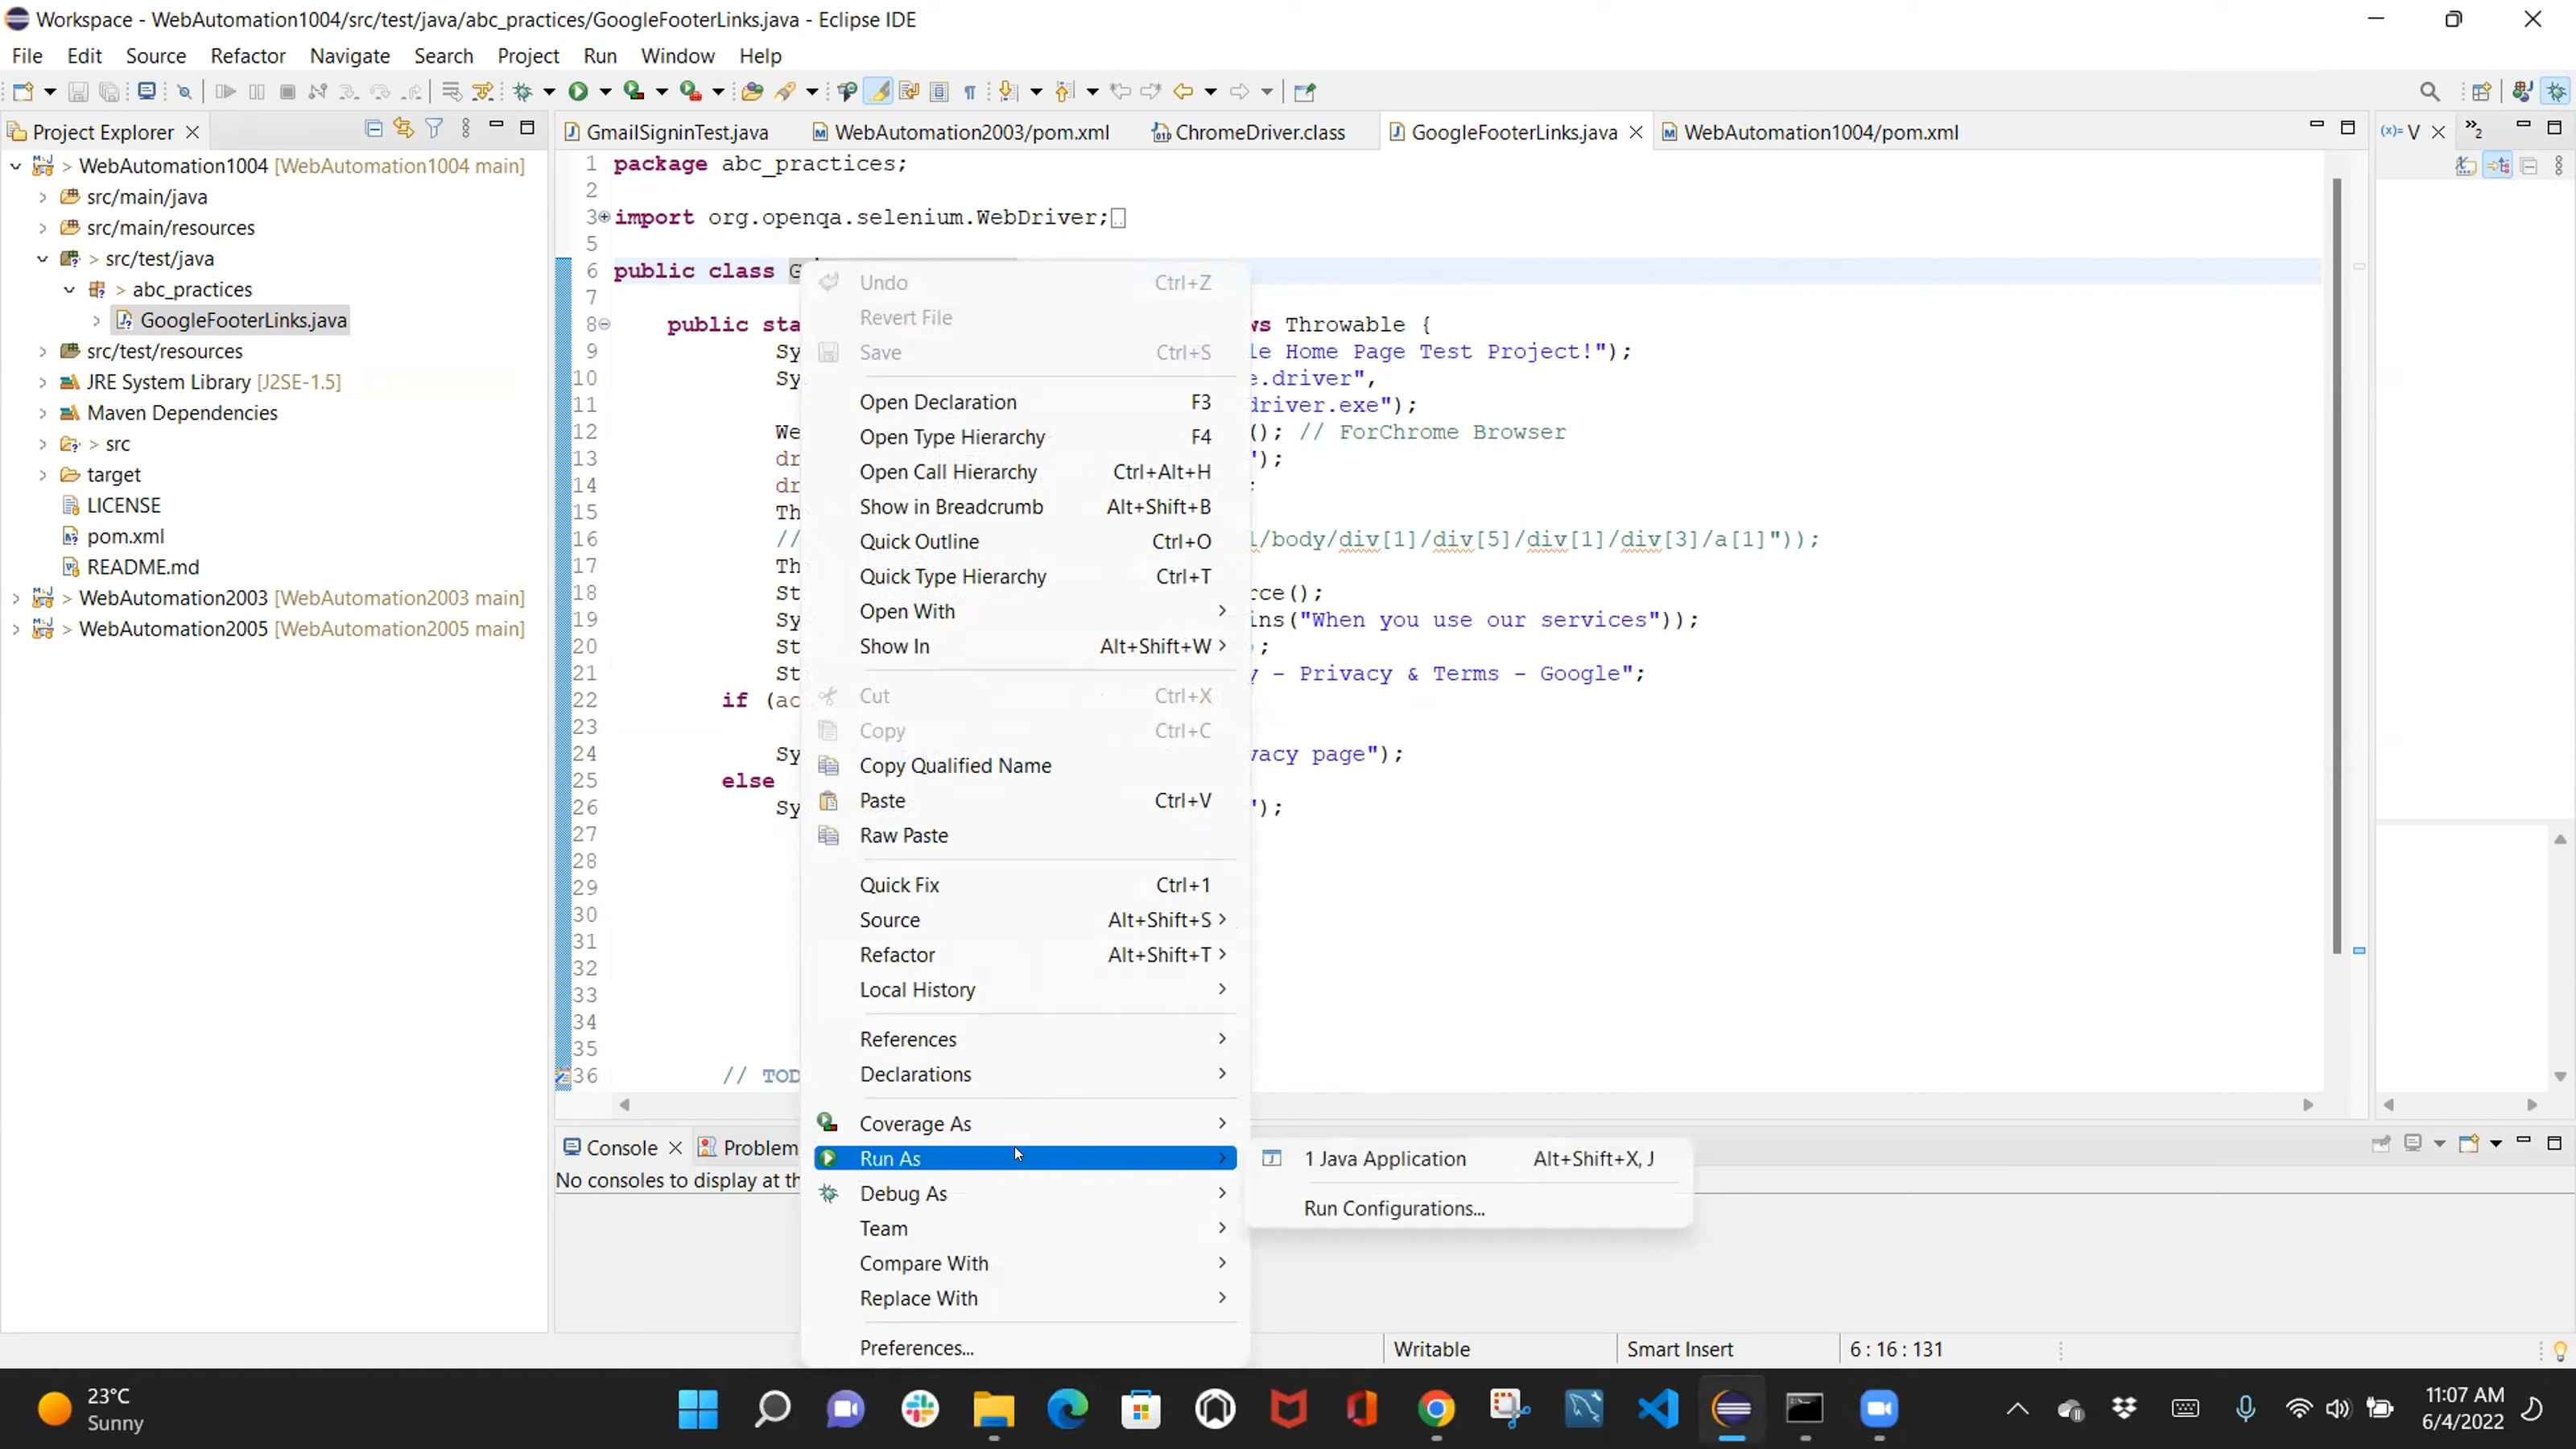 Workspace - WebAutomation1004/src/test/java/abc_practices/GoogleFooterLinks.java - Eclipse IDE
File Edit Source Refactor Navigate Search Project Run Window Help
Project Explorer
GmailSigninTest.java WebAutomation2003/pom.xml ChromeDriver.class GoogleFooterLinks.java WebAutomation1004/pom.xml
(x)= V »2
> WebAutomation1004 [WebAutomation1004 main]
src/main/java
src/main/resources
> src/test/java
> abc_practices
GoogleFooterLinks.java
src/test/resources
JRE System Library [J2SE-1.5]
Maven Dependencies
> src
target
LICENSE
pom.xml
README.md
> WebAutomation2003 [WebAutomation2003 main]
> WebAutomation2005 [WebAutomation2005 main]
1 package abc_practices;
2
3 import org.openqa.selenium.WebDriver;
5
6 public class G
7
8 public sta ws Throwable {
9 Sy le Home Page Test Project!");
10 Sy e.driver",
11 driver.exe");
12 We (); // ForChrome Browser
13 dr ");
14 dr ;
15 Th
16 // l/body/div[1]/div[5]/div[1]/div[3]/a[1]"));
17 Th
18 St rce();
19 Sy ins("When you use our services"));
20 St ;
21 St y - Privacy & Terms - Google";
22 if (ac
23
24 Sy vacy page");
25 else
26 Sy ");
27
28
29
30
31
32
33
34
35
36 // TOD
Undo Ctrl+Z
Revert File
Save Ctrl+S
Open Declaration F3
Open Type Hierarchy F4
Open Call Hierarchy Ctrl+Alt+H
Show in Breadcrumb Alt+Shift+B
Quick Outline Ctrl+O
Quick Type Hierarchy Ctrl+T
Open With
Show In Alt+Shift+W
Cut Ctrl+X
Copy Ctrl+C
Copy Qualified Name
Paste Ctrl+V
Raw Paste
Quick Fix Ctrl+1
Source Alt+Shift+S
Refactor Alt+Shift+T
Local History
References
Declarations
Coverage As
Run As
Debug As
Team
Compare With
Replace With
Preferences...
1 Java Application Alt+Shift+X, J
Run Configurations...
Console Problem
No consoles to display at th
Writable Smart Insert 6 : 16 : 131
23°C
Sunny
11:07 AM
6/4/2022